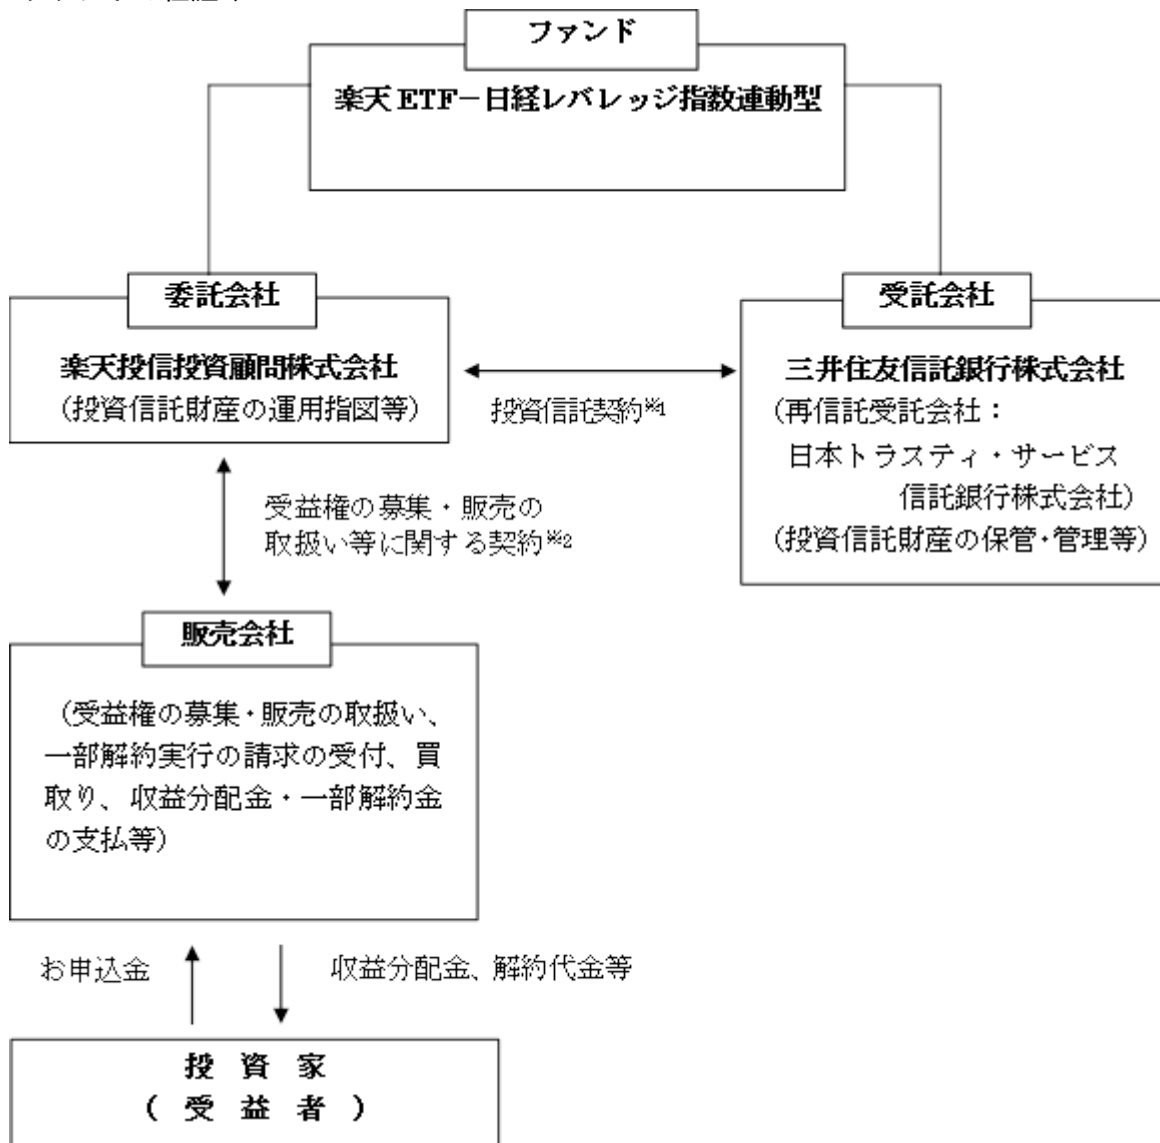 ファンド
楽天ETF－日経レバレッジ指数連動型
委託会社
楽天投信投資顧問株式会社
(投資信託財産の運用指図等)
投資信託契約※1
受託会社
三井住友信託銀行株式会社
(再信託受託会社：
日本トラスティ・サービス
信託銀行株式会社)
(投資信託財産の保管・管理等)
受益権の募集・販売の
取扱い等に関する契約※2
販売会社
(受益権の募集・販売の取扱い、
一部解約実行の請求の受付、買
取り、収益分配金・一部解約金
の支払等)
お申込金
収益分配金、解約代金等
投 資 家
( 受 益 者 )